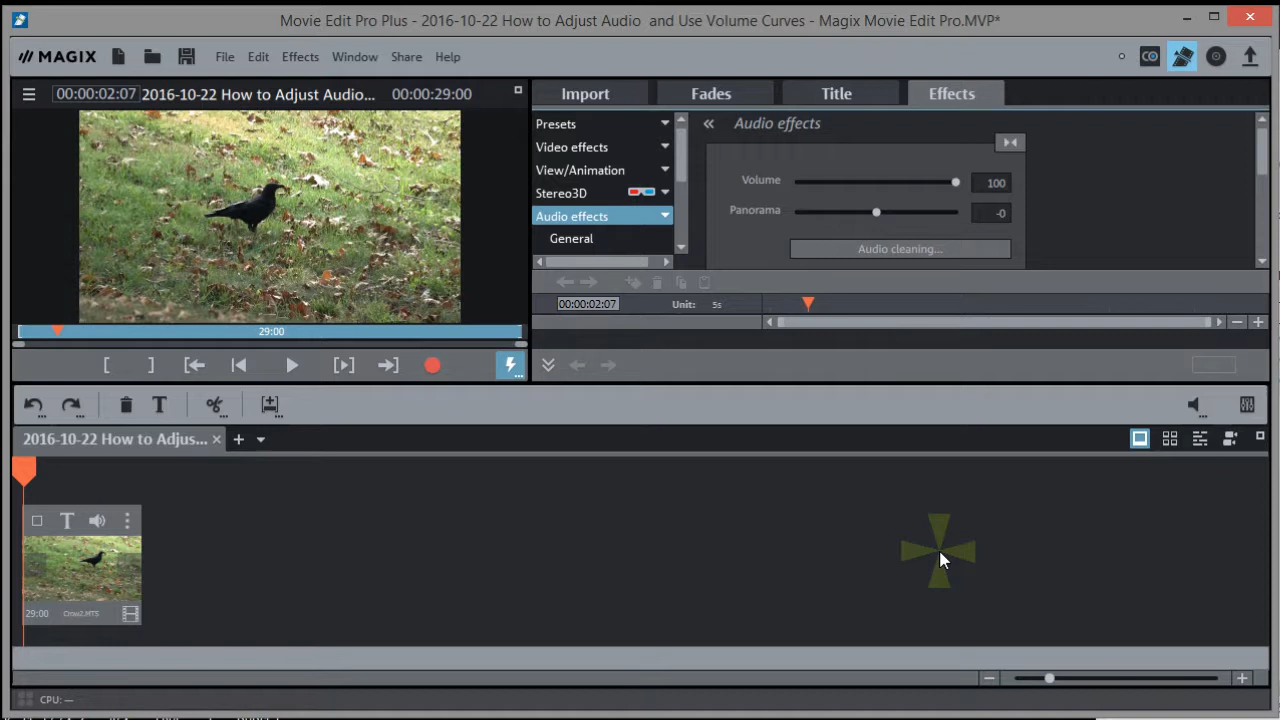 Movie Edit Pro Plus - 2016-10-22 How to Adjust Audio  and Use Volume Curves - Magix Movie Edit Pro.MVP*
MAGIX File Edit Effects Window Share Help
00:00:02:07 2016-10-22 How to Adjust Audio... 00:00:29:00
Import Fades Title Effects
Presets
Video effects
View/Animation
Stereo3D
Audio effects
General
Audio effects
Volume 100
Panorama -0
Audio cleaning...
00:00:02:07 Unit: 5s
29:00
T
2016-10-22 How to Adjus...
T
29:00 Crow2.MTS
CPU: —